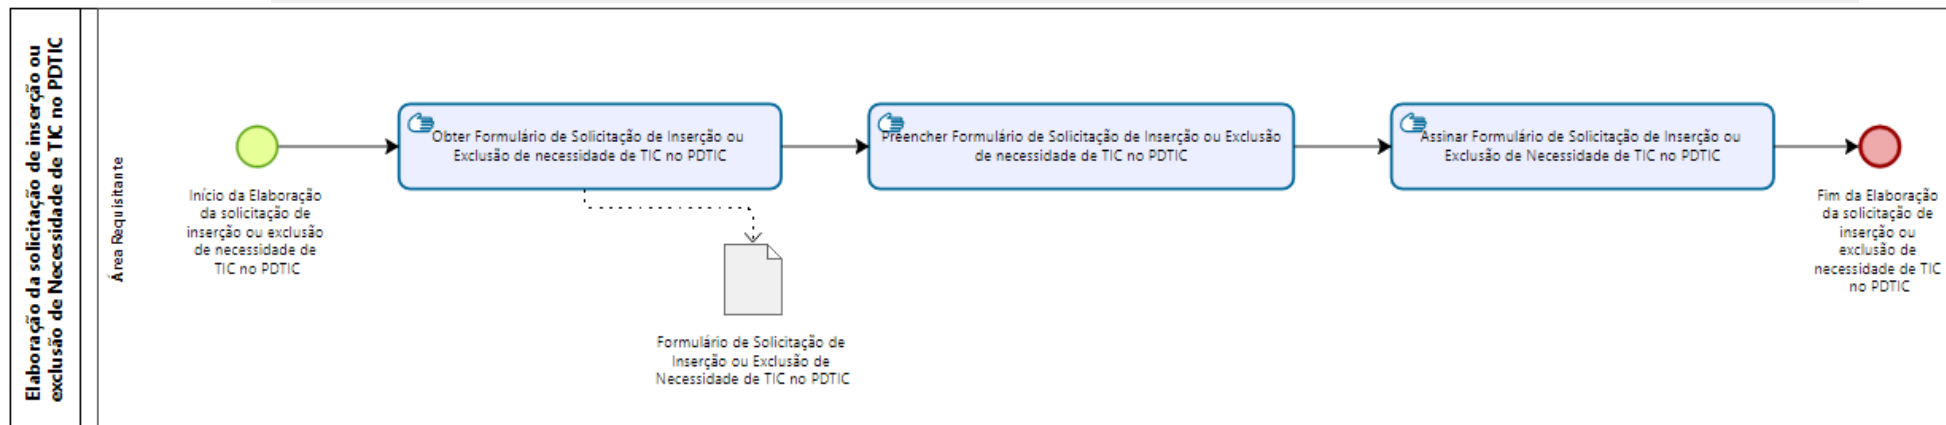 Elaboração da solicitação de inserção ou
exclusão de Necessidade de TIC no PDTIC
Área Requisitante
Início da Elaboração
da solicitação de
inserção ou exclusão
de necessidade de
TIC no PDTIC
Obter Formulário de Solicitação de Inserção ou
Exclusão de necessidade de TIC no PDTIC
Formulário de Solicitação de
Inserção ou Exclusão de
Necessidade de TIC no PDTIC
Preencher Formulário de Solicitação de Inserção ou Exclusão
de necessidade de TIC no PDTIC
Assinar Formulário de Solicitação de Inserção ou
Exclusão de Necessidade de TIC no PDTIC
Fim da Elaboração
da solicitação de
inserção ou
exclusão de
necessidade de TIC
no PDTIC